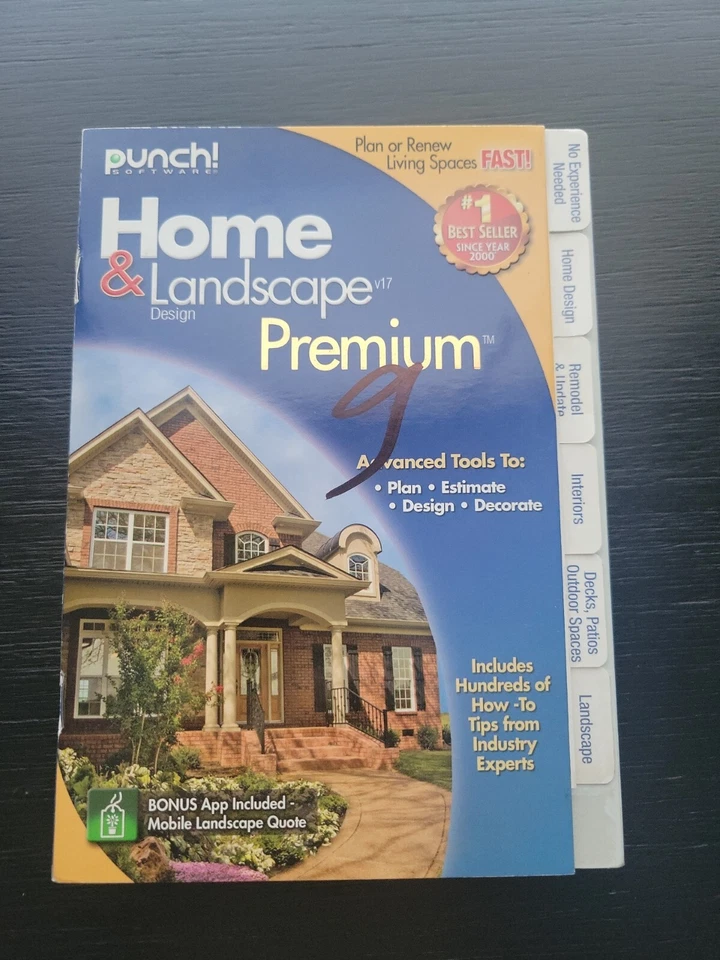 punch!
SOFTWARE®
Plan or Renew
Living Spaces FAST!
#1
BEST SELLER
SINCE YEAR
2000
Home
& Landscape v17
Design
Premium™
9
Advanced Tools To:
• Plan • Estimate
• Design • Decorate
Includes
Hundreds of
How -To
Tips from
Industry
Experts
BONUS App Included -
Mobile Landscape Quote
No Experience
Needed
Home Design
Remodel
& Update
Interiors
Decks, Patios
Outdoor Spaces
Landscape